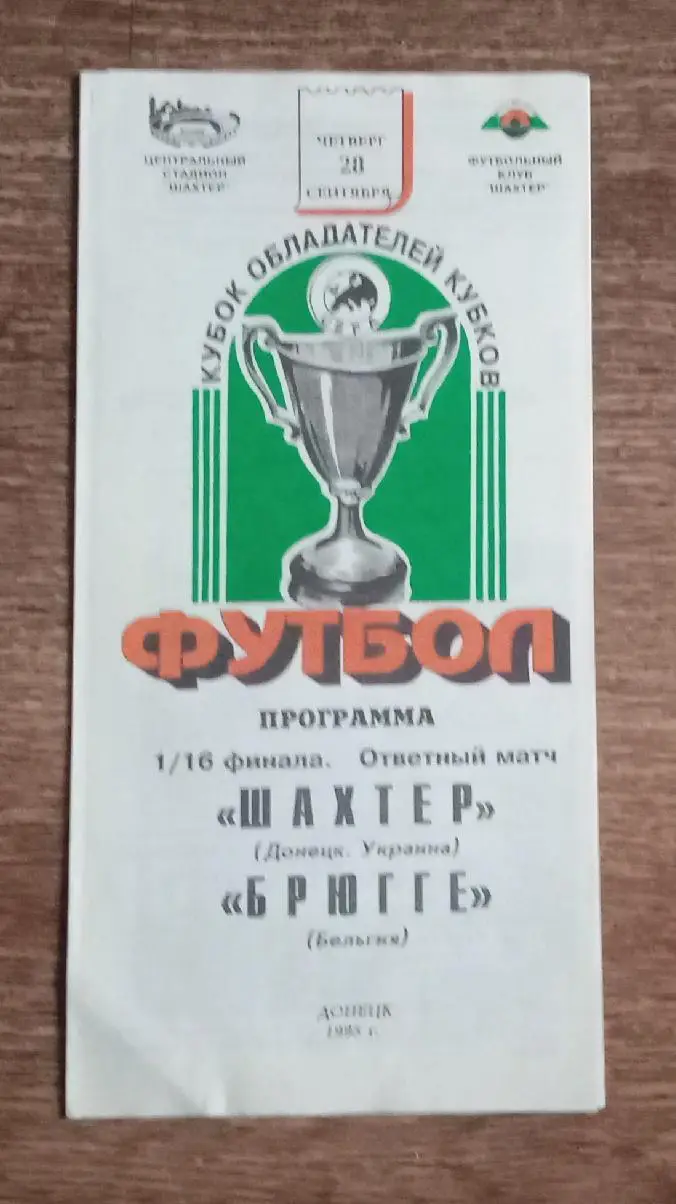 ЦЕНТРАЛЬНЫЙ
СТАДИОН
"ШАХТЕР"
ЧЕТВЕРГ
28
СЕНТЯБРЯ
ФУТБОЛЬНЫЙ
КЛУБ
"ШАХТЕР"
КУБОК ОБЛАДАТЕЛЕЙ КУБКОВ
ФУТБОЛ
ПРОГРАММА
1/16 финала. Ответный матч
«ШАХТЕР»
(Донецк. Украина)
«БРЮГГЕ»
(Бельгия)
ДОНЕЦК
1995 г.